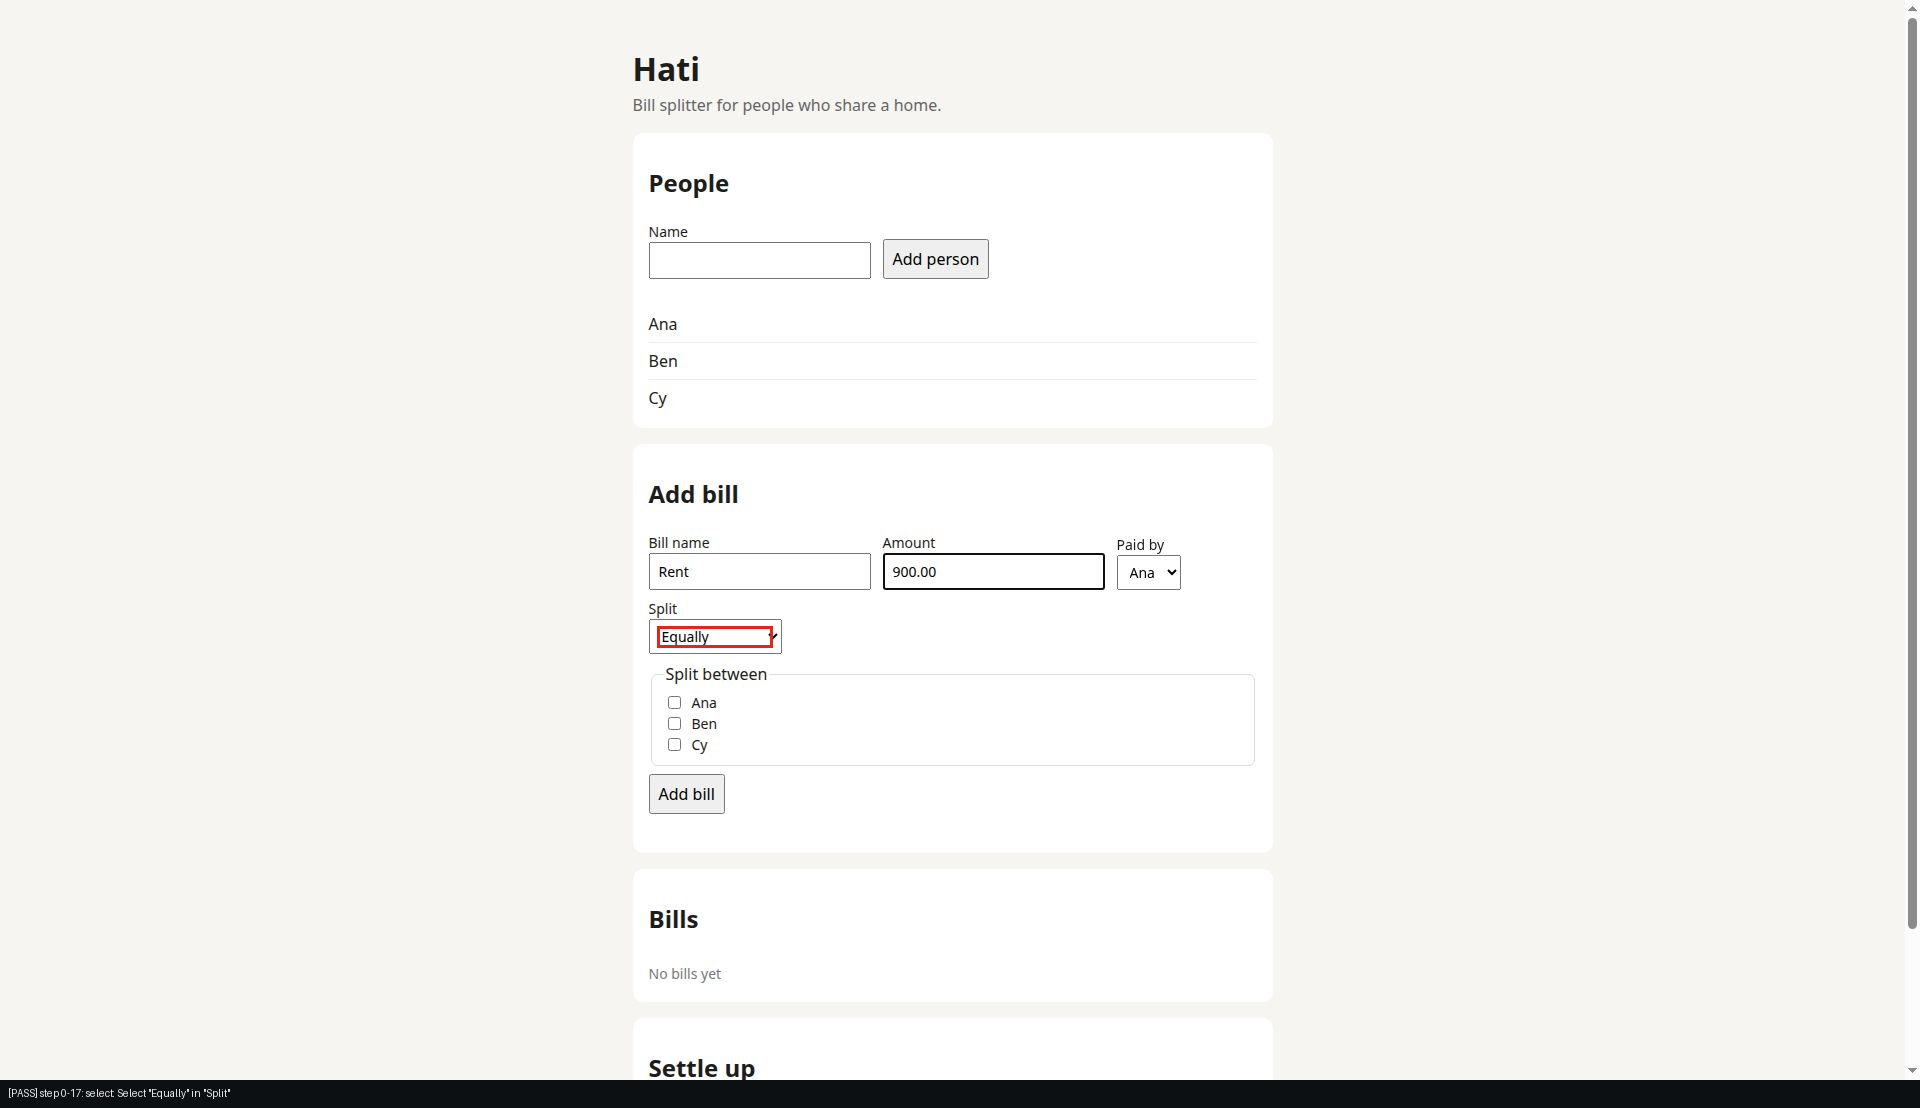 Hati
Bill splitter for people who share a home.
People
Name
Add person
Ana
Ben
Cy
Add bill
Bill name Amount Paid by
Rent 900.00 Ana
Split
Equally
Split between
Ana
Ben
Cy
Add bill
Bills
No bills yet
Settle up
[PASS] step 0-17: select: Select "Equally" in "Split"